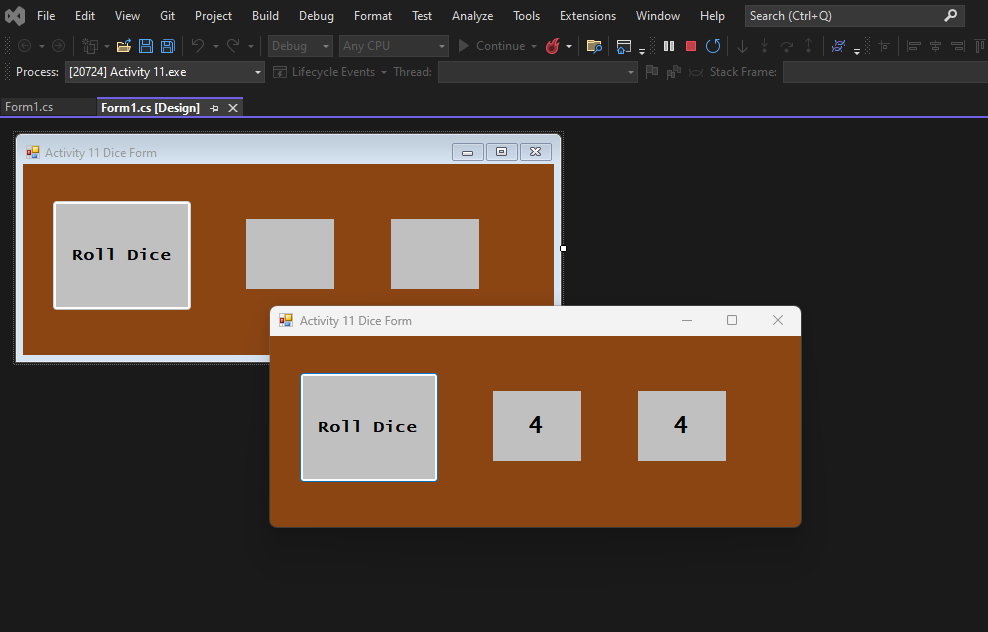 File Edit View Git Project Build Debug Format Test Analyze Tools Extensions Window Help Search (Ctrl+Q)
Debug Any CPU Continue
Process: [20724] Activity 11.exe Lifecycle Events Thread: Stack Frame:
Form1.cs Form1.cs [Design]
Activity 11 Dice Form
Roll Dice
Activity 11 Dice Form
Roll Dice 4 4